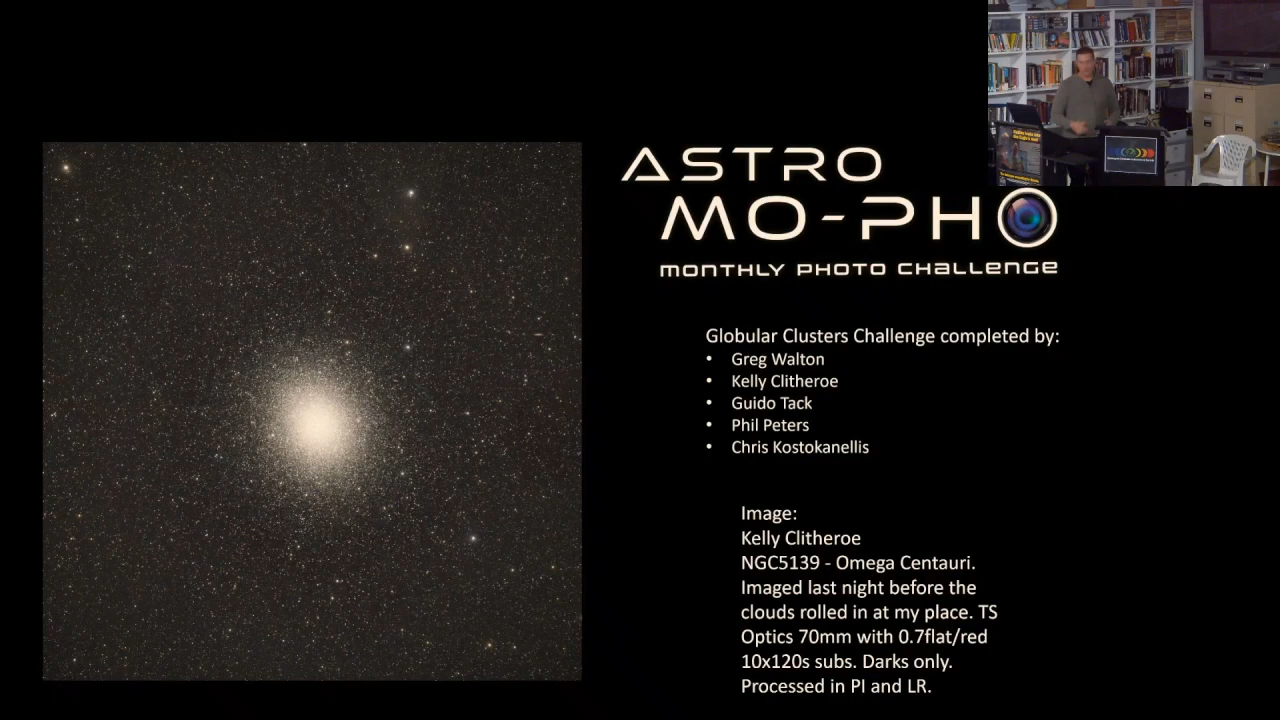 ASTRO
MO-PHO
MONTHLY PHOTO CHALLENGE
Globular Clusters Challenge completed by:
• Greg Walton
• Kelly Clitheroe
• Guido Tack
• Phil Peters
• Chris Kostokanellis
Image:
Kelly Clitheroe
NGC5139 - Omega Centauri.
Imaged last night before the
clouds rolled in at my place. TS
Optics 70mm with 0.7flat/red
10x120s subs. Darks only.
Processed in PI and LR.